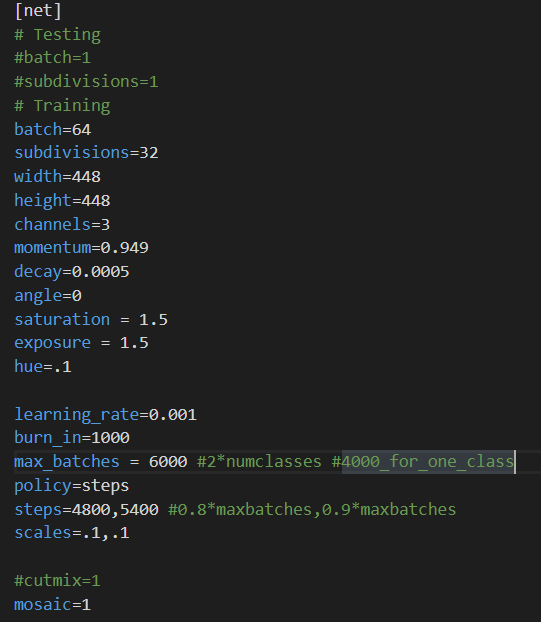 [net]
# Testing
#batch=1
#subdivisions=1
# Training
batch=64
subdivisions=32
width=448
height=448
channels=3
momentum=0.949
decay=0.0005
angle=0
saturation = 1.5
exposure = 1.5
hue=.1
learning_rate=0.001
burn_in=1000
max_batches = 6000 #2*numclasses #4000_for_one_class
policy=steps
steps=4800,5400 #0.8*maxbatches,0.9*maxbatches
scales=.1,.1
#cutmix=1
mosaic=1